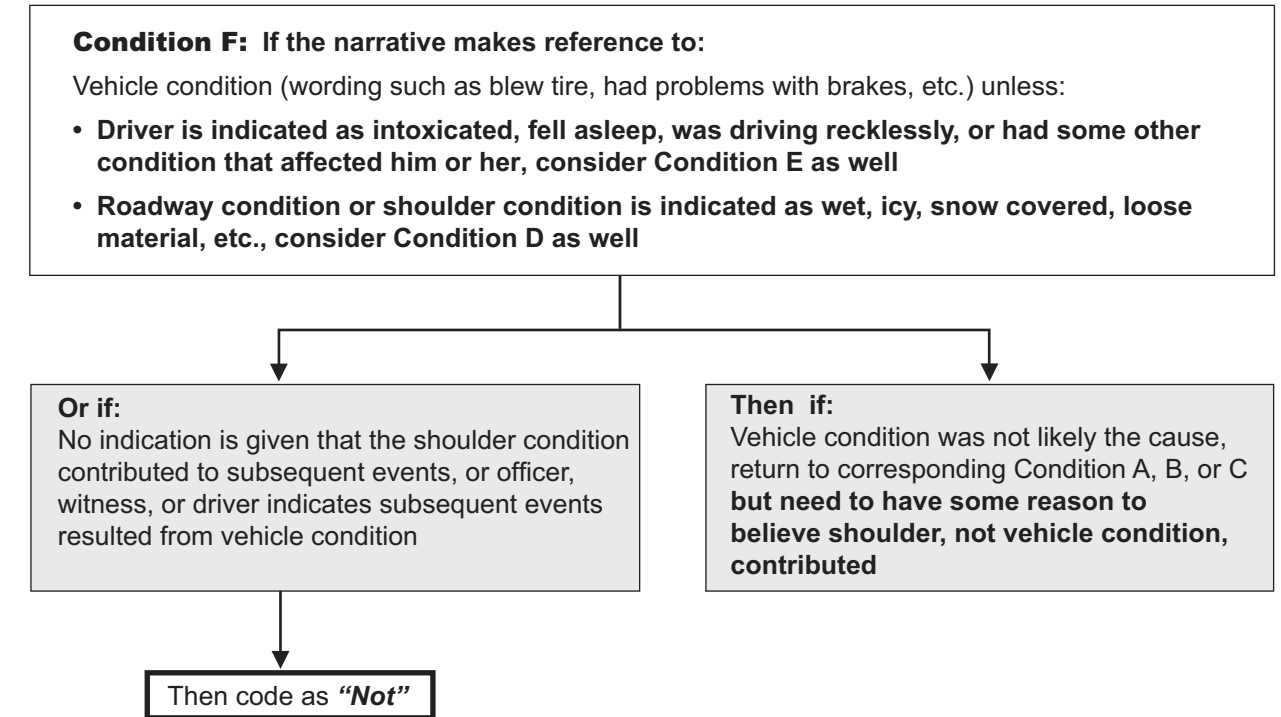 Condition F: If the narrative makes reference to:
Vehicle condition (wording such as blew tire, had problems with brakes, etc.) unless:
• Driver is indicated as intoxicated, fell asleep, was driving recklessly, or had some other
condition that affected him or her, consider Condition E as well
• Roadway condition or shoulder condition is indicated as wet, icy, snow covered, loose
material, etc., consider Condition D as well
Or if:
No indication is given that the shoulder condition
contributed to subsequent events, or officer,
witness, or driver indicates subsequent events
resulted from vehicle condition
Then if:
Vehicle condition was not likely the cause,
return to corresponding Condition A, B, or C
but need to have some reason to
believe shoulder, not vehicle condition,
contributed
Then code as “Not”